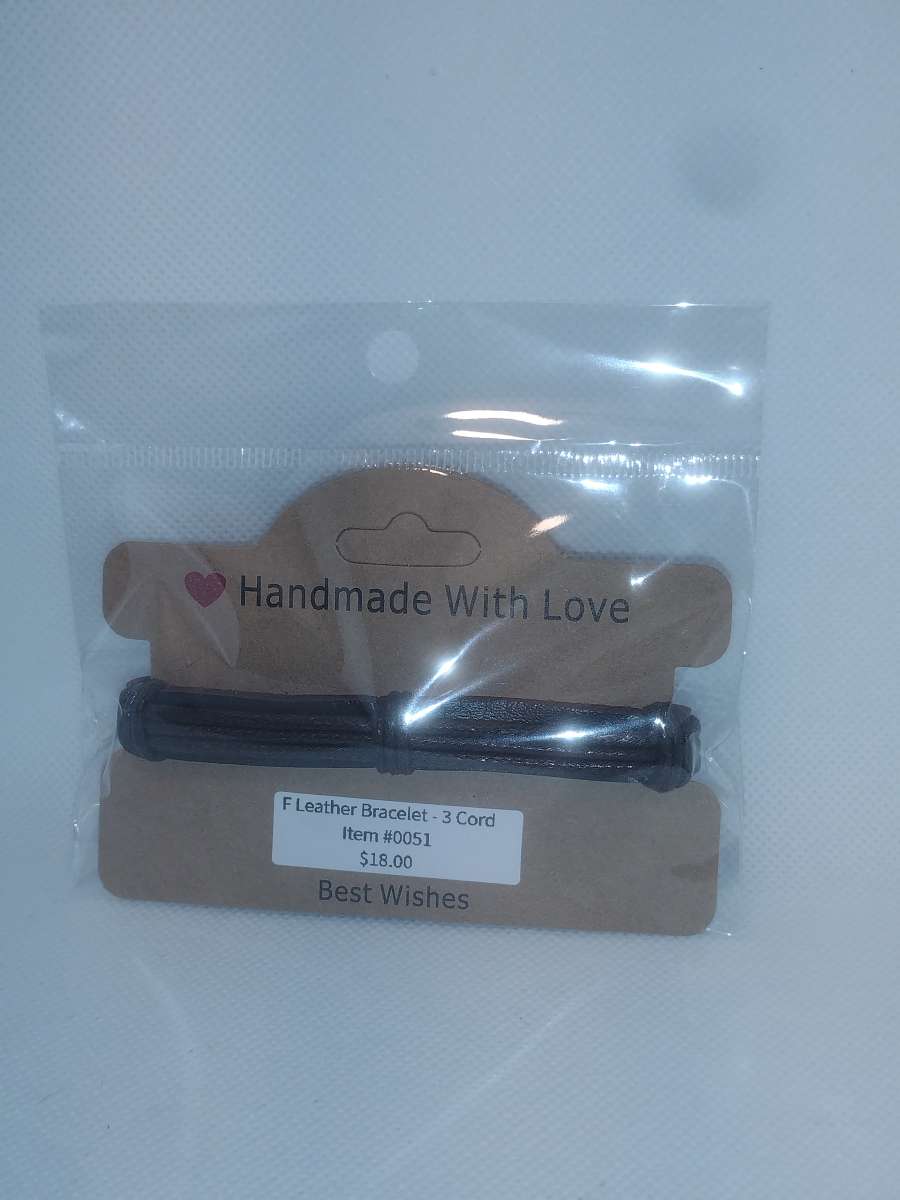 Handmade With Love
F Leather Bracelet - 3 Cord
Item #0051
$18.00
Best Wishes